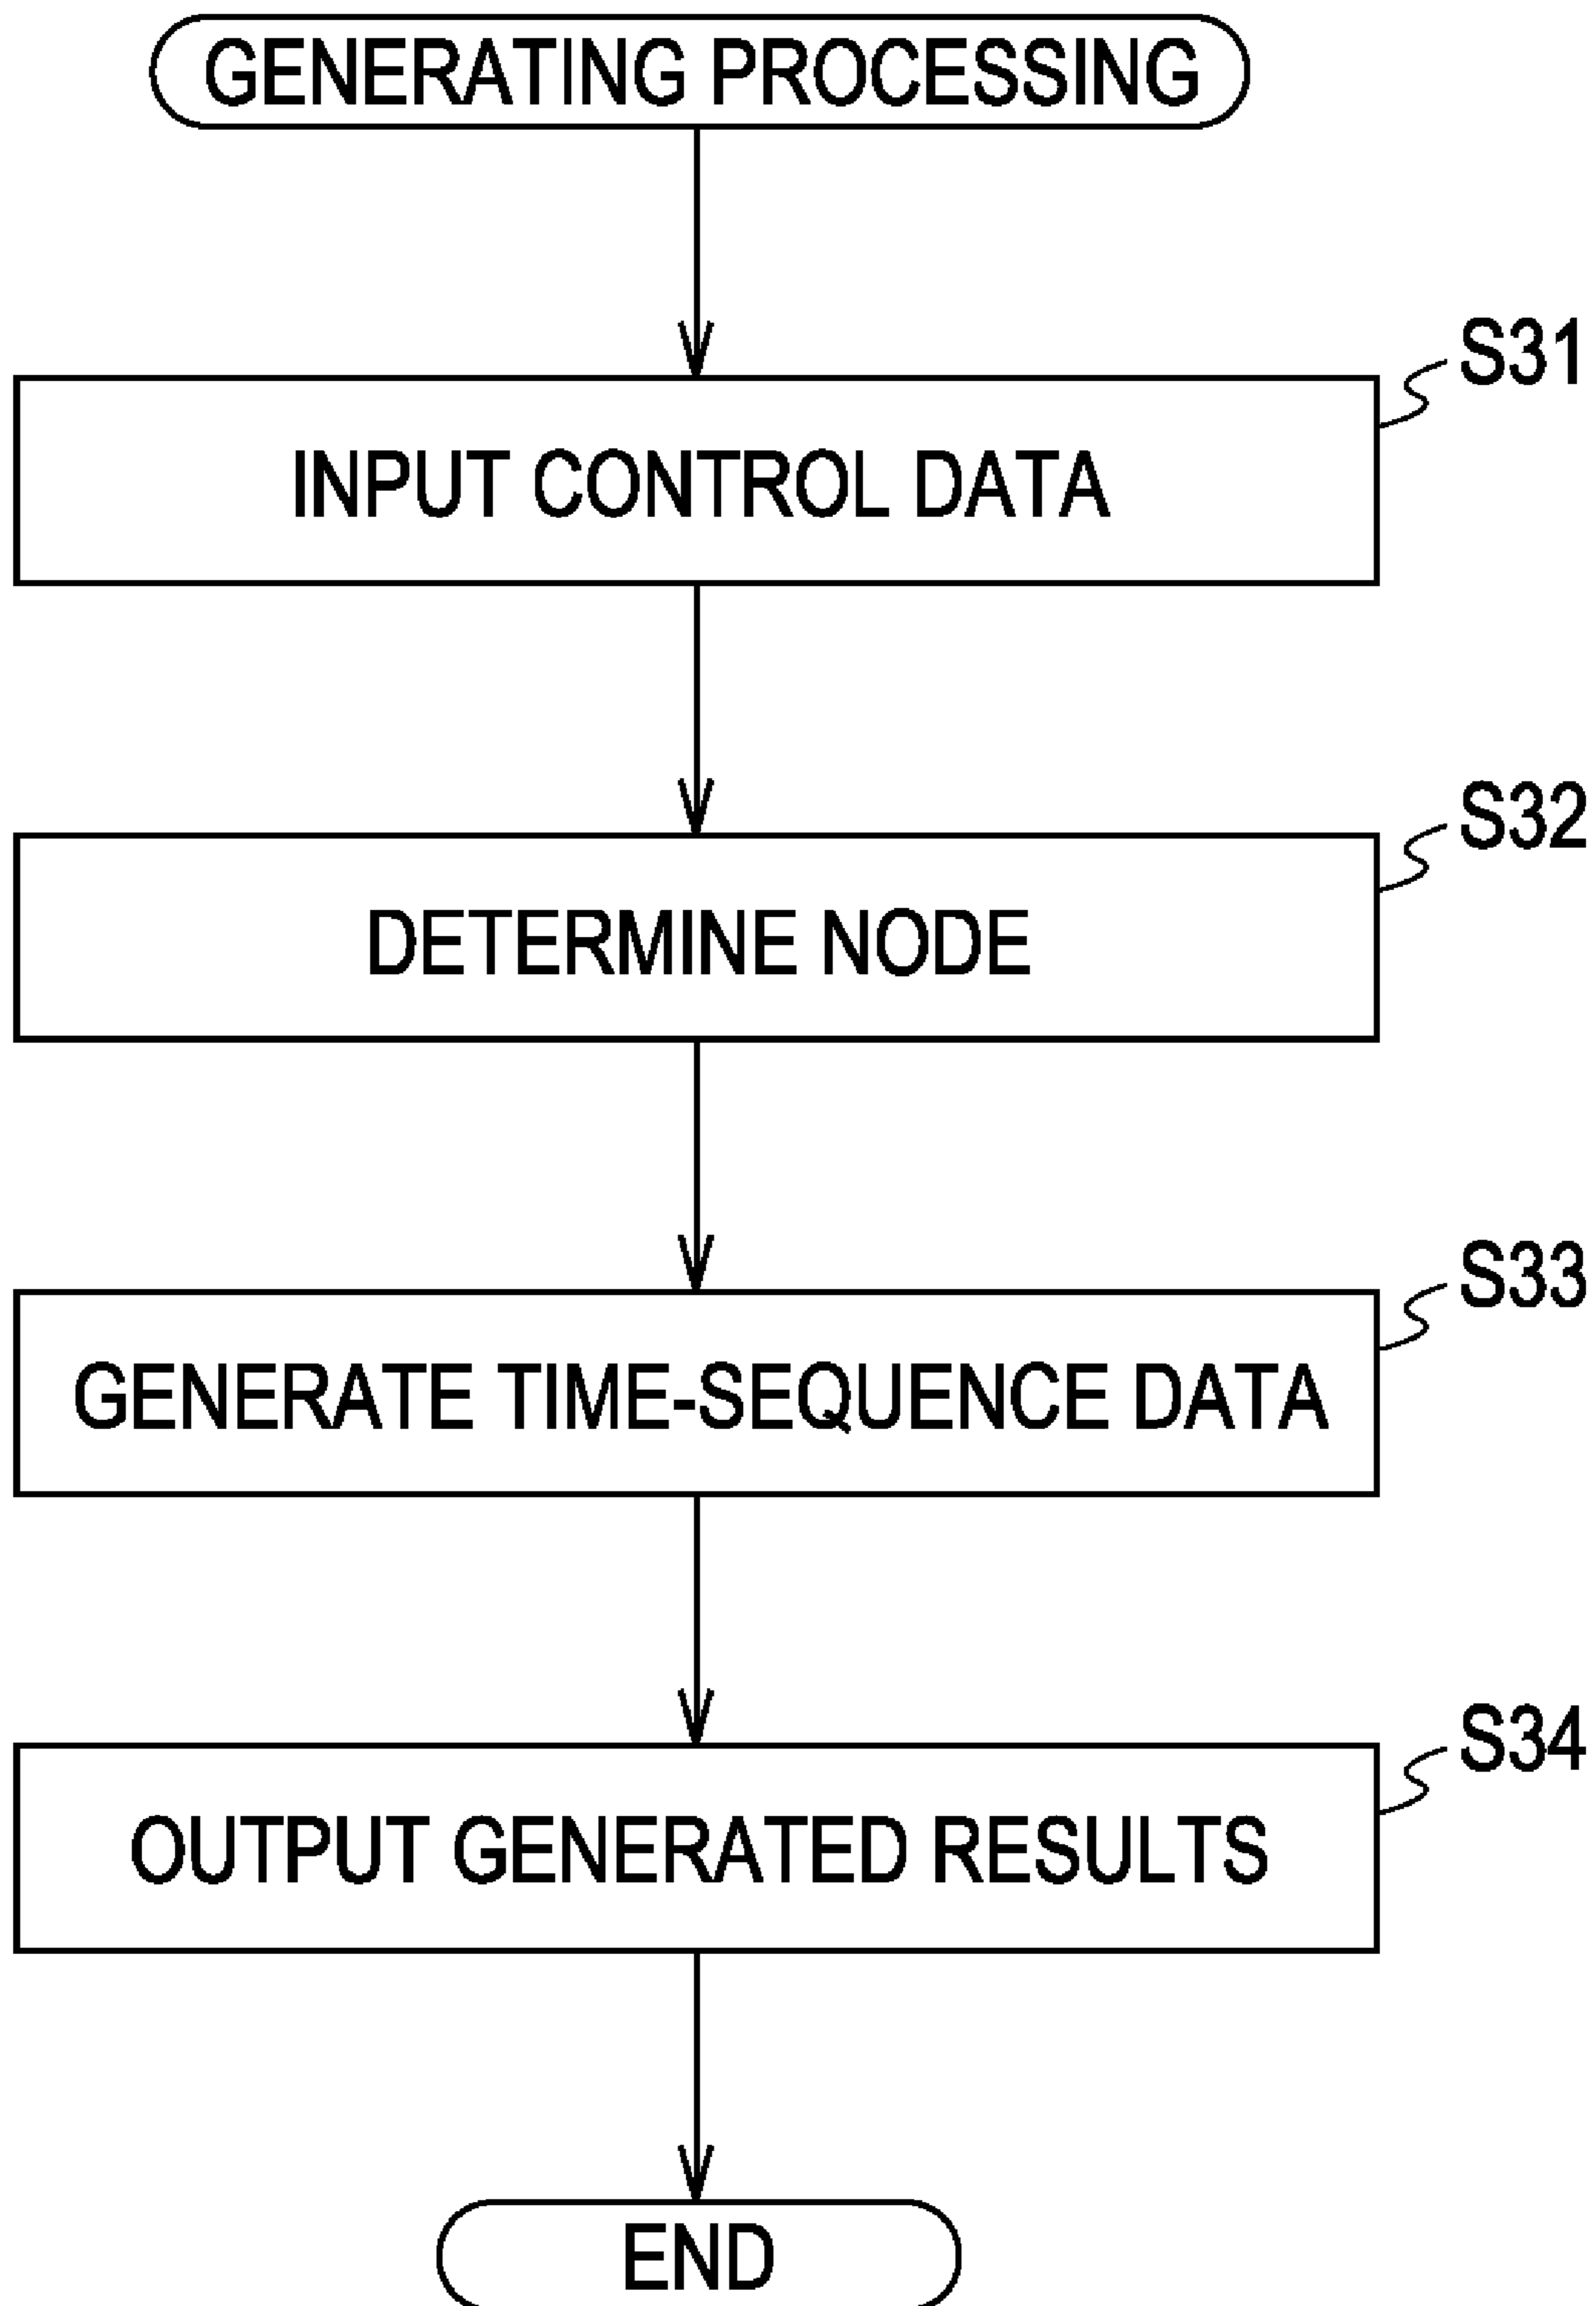 GENERATING PROCESSING
S31
INPUT CONTROL DATA
S32
DETERMINE NODE
S33
GENERATE TIME-SEQUENCE DATA
S34
OUTPUT GENERATED RESULTS
END